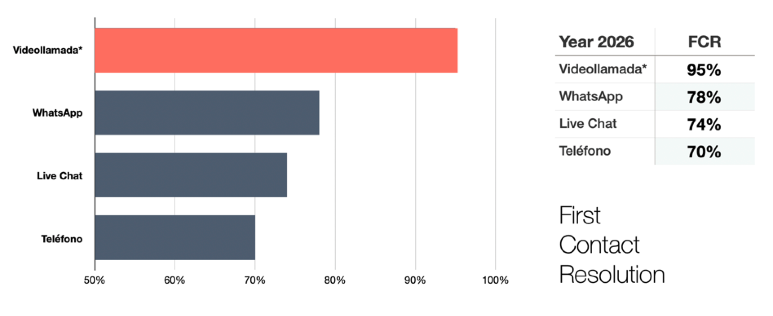 Videollamada*
WhatsApp
Live Chat
Teléfono
50%
60%
70%
80%
90%
100%
Year 2026 FCR
Videollamada* 95%
WhatsApp 78%
Live Chat 74%
Teléfono 70%
First
Contact
Resolution